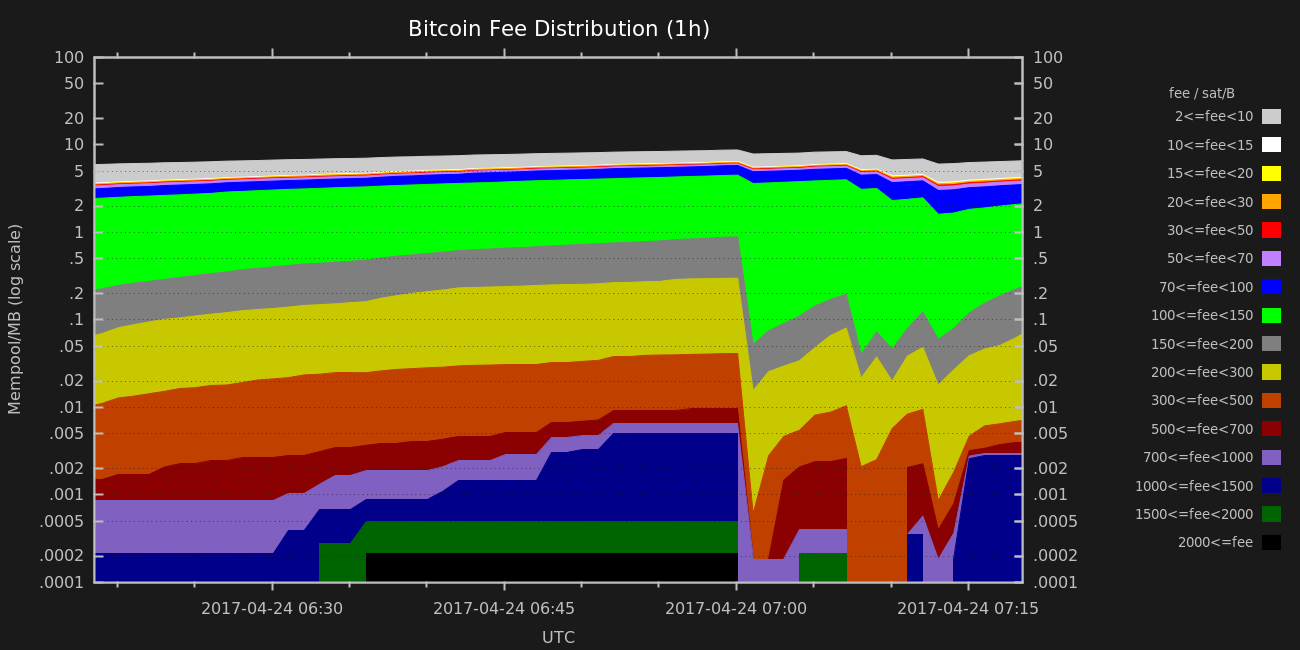 Bitcoin Fee Distribution (1h)
Mempool/MB (log scale)
100 100
50 50
20 20
10 10
5 5
2 2
1 1
.5 .5
.2 .2
.1 .1
.05 .05
.02 .02
.01 .01
.005 .005
.002 .002
.001 .001
.0005 .0005
.0002 .0002
.0001 .0001
2017-04-24 06:30 2017-04-24 06:45 2017-04-24 07:00 2017-04-24 07:15
UTC
fee / sat/B
2<=fee<10
10<=fee<15
15<=fee<20
20<=fee<30
30<=fee<50
50<=fee<70
70<=fee<100
100<=fee<150
150<=fee<200
200<=fee<300
300<=fee<500
500<=fee<700
700<=fee<1000
1000<=fee<1500
1500<=fee<2000
2000<=fee